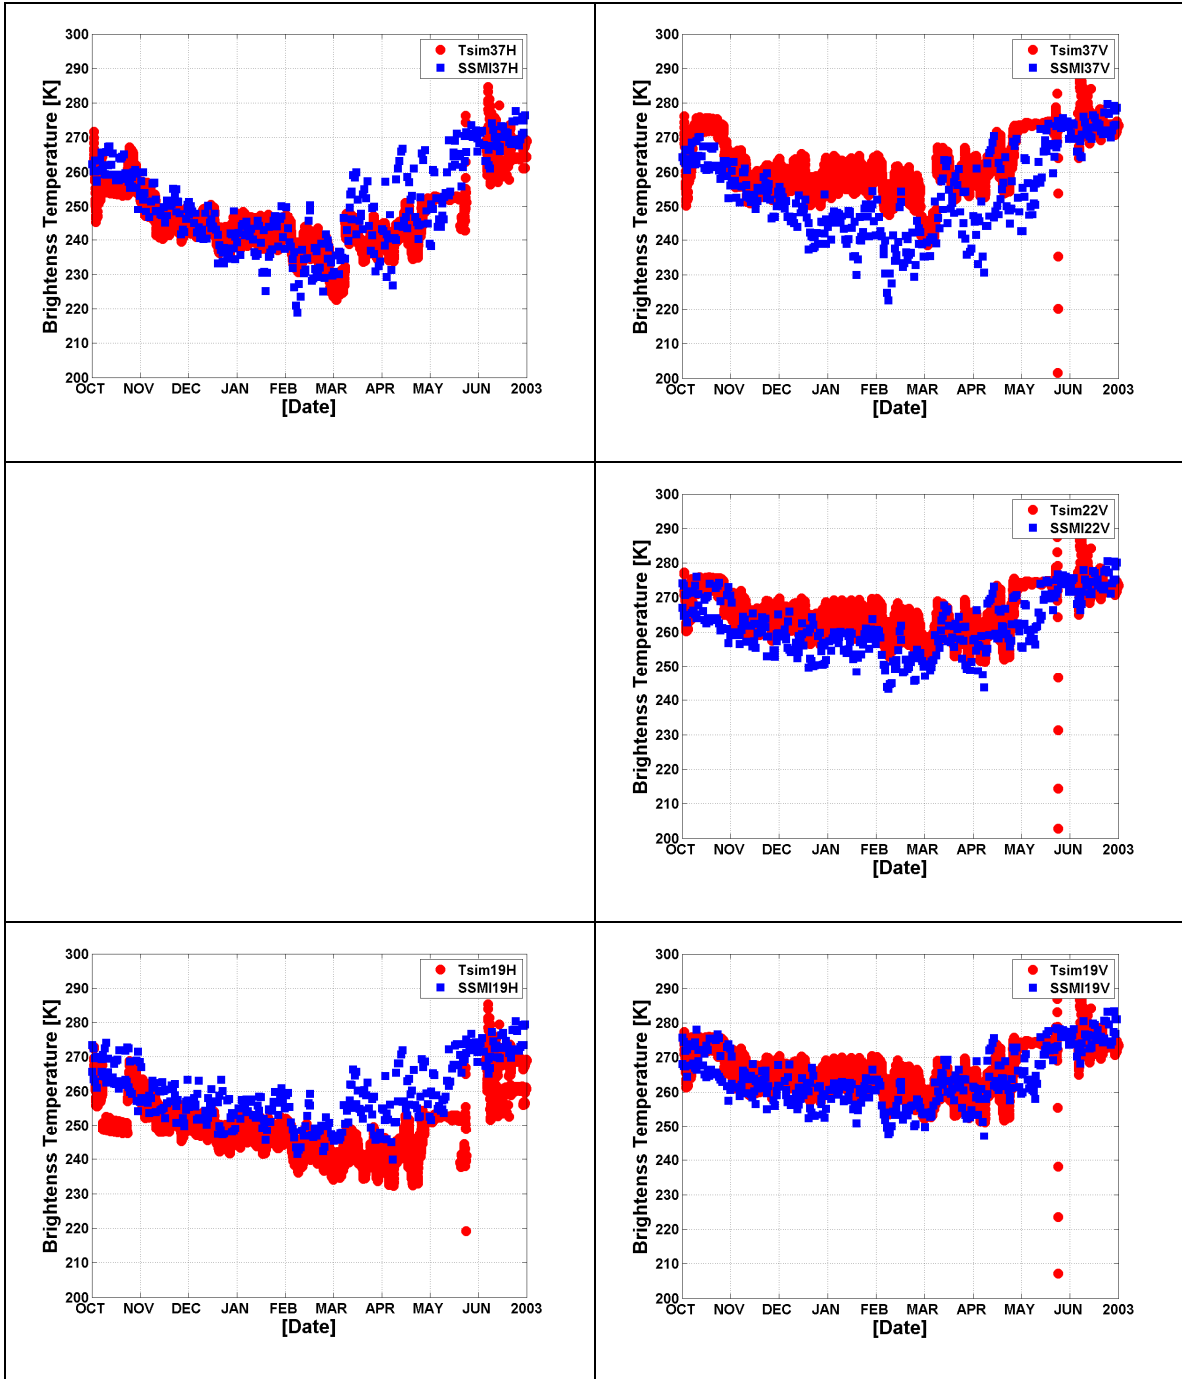 300
290
280
270
260
250
240
230
220
210
200
Brightenss Temperature [K]
Tsim37H
SSMI37H
OCT NOV DEC JAN FEB MAR APR MAY JUN 2003
[Date]
300
290
280
270
260
250
240
230
220
210
200
Brightenss Temperature [K]
Tsim37V
SSMI37V
OCT NOV DEC JAN FEB MAR APR MAY JUN 2003
[Date]
300
290
280
270
260
250
240
230
220
210
200
Brightenss Temperature [K]
Tsim22V
SSMI22V
OCT NOV DEC JAN FEB MAR APR MAY JUN 2003
[Date]
300
290
280
270
260
250
240
230
220
210
200
Brightenss Temperature [K]
Tsim19H
SSMI19H
OCT NOV DEC JAN FEB MAR APR MAY JUN 2003
[Date]
300
290
280
270
260
250
240
230
220
210
200
Brightenss Temperature [K]
Tsim19V
SSMI19V
OCT NOV DEC JAN FEB MAR APR MAY JUN 2003
[Date]